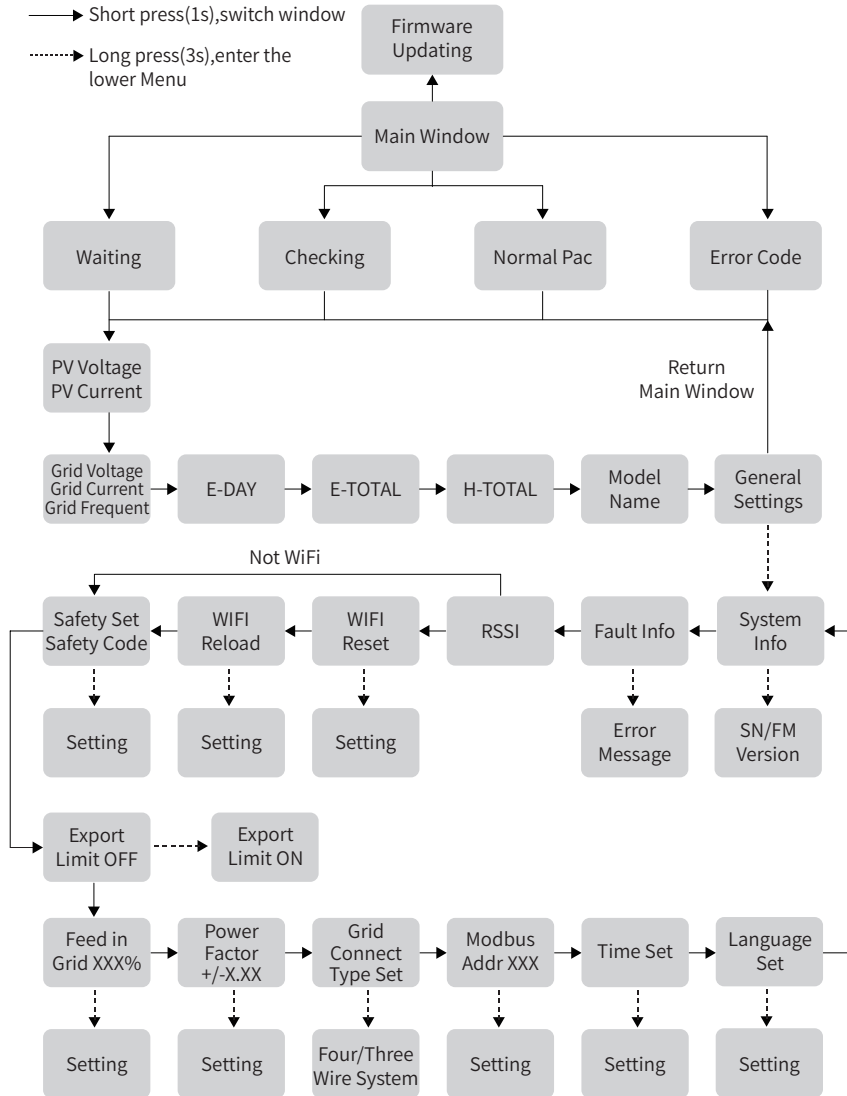 Short press(1s),switch window
Long press(3s),enter the
lower Menu
Firmware
Updating
Main Window
Waiting
Checking
Normal Pac
Error Code
PV Voltage
PV Current
Return
Main Window
Grid Voltage
Grid Current
Grid Frequent
E-DAY
E-TOTAL
H-TOTAL
Model
Name
General
Settings
Not WiFi
Safety Set
Safety Code
WIFI
Reload
WIFI
Reset
RSSI
Fault Info
System
Info
Setting
Setting
Setting
Error
Message
SN/FM
Version
Export
Limit OFF
Export
Limit ON
Feed in
Grid XXX%
Power
Factor
+/-X.XX
Grid
Connect
Type Set
Modbus
Addr XXX
Time Set
Language
Set
Setting
Setting
Four/Three
Wire System
Setting
Setting
Setting